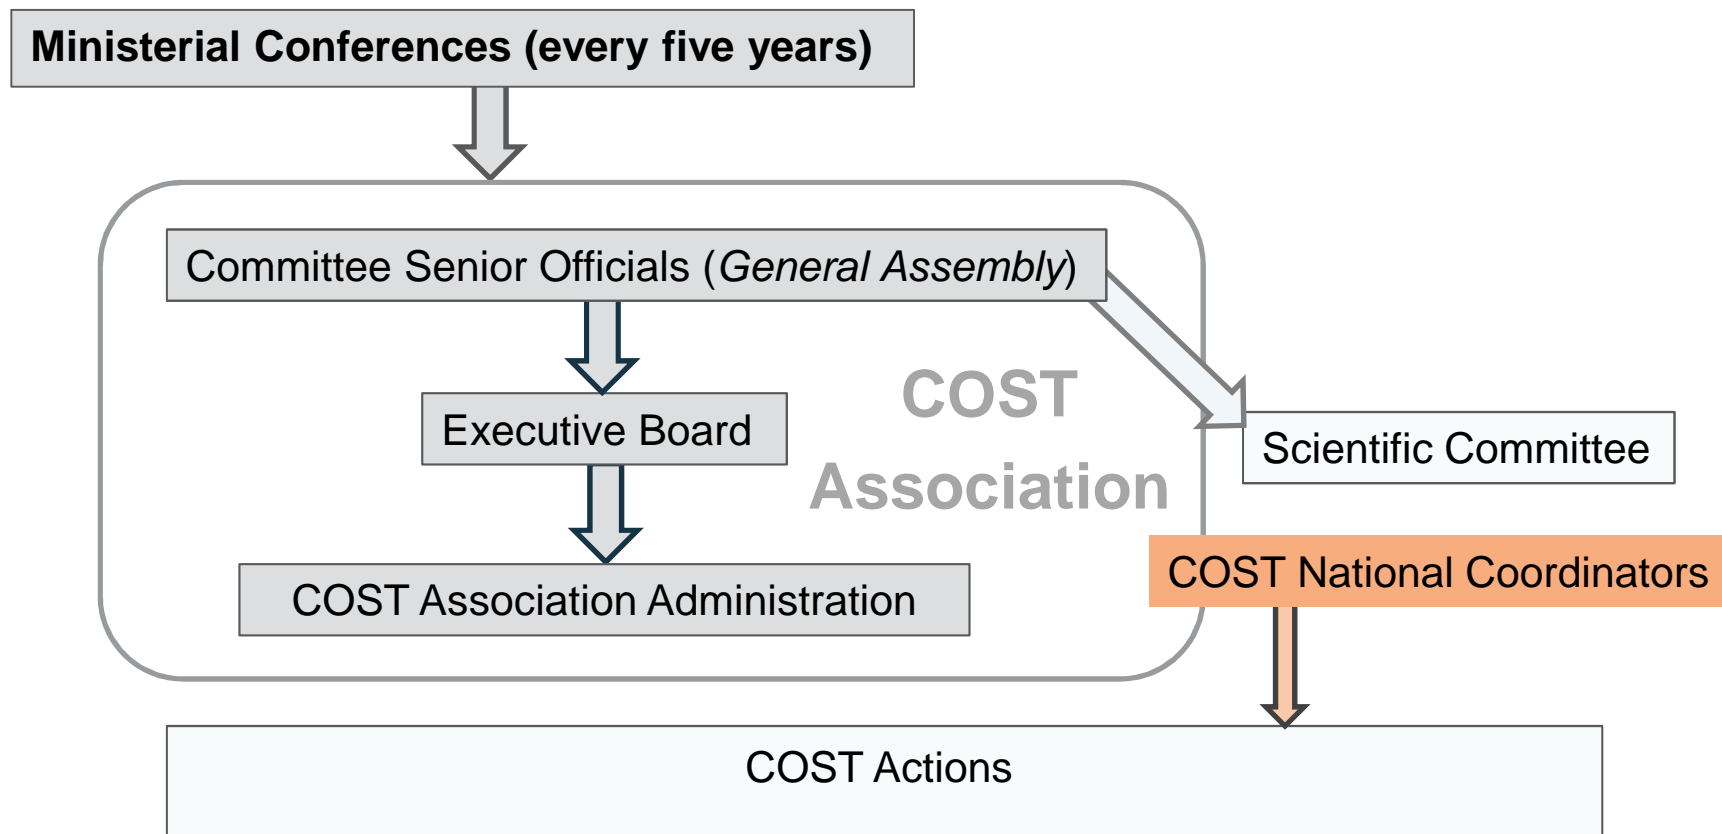 Ministerial Conferences (every five years)
Committee Senior Officials (General Assembly)
Executive Board
COST
Association
Scientific Committee
COST National Coordinators
COST Association Administration
COST Actions